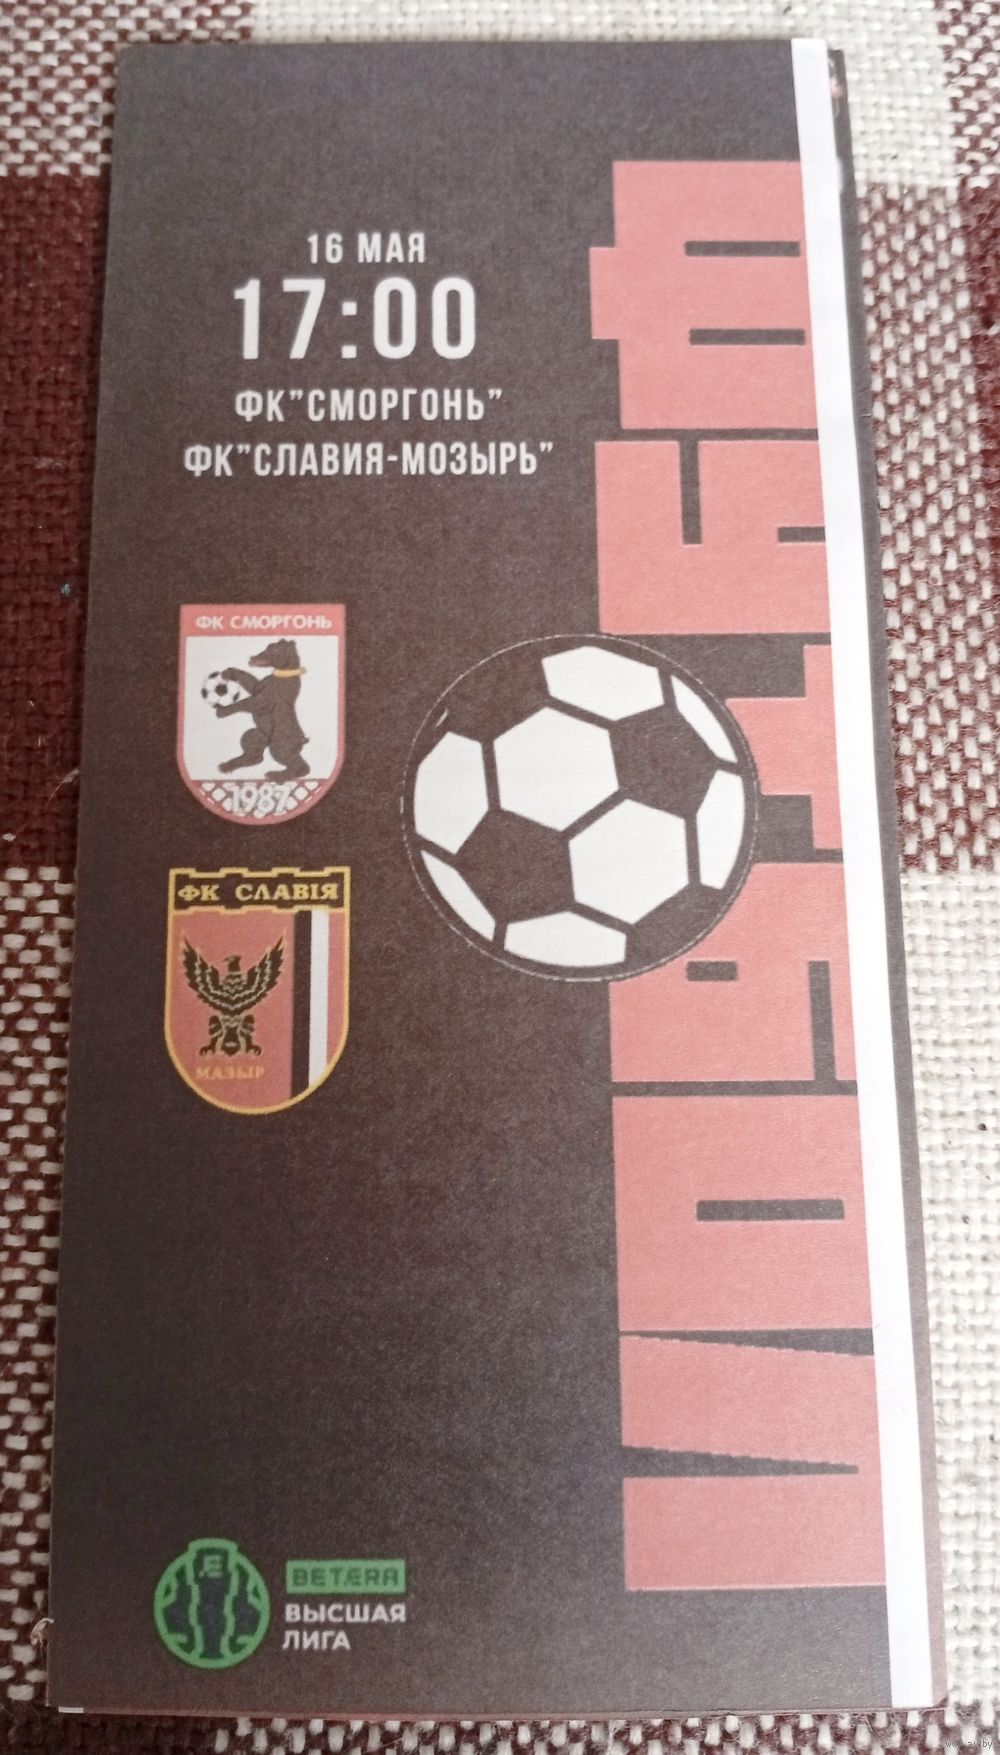 16 МАЯ
17:00
ФК"СМОРГОНЬ"
ФК"СЛАВИЯ-МОЗЫРЬ"
ФК СМОРГОНЬ
1987
ФК СЛАВІЯ
МАЗЫР
BETERA
ВЫСШАЯ
ЛИГА